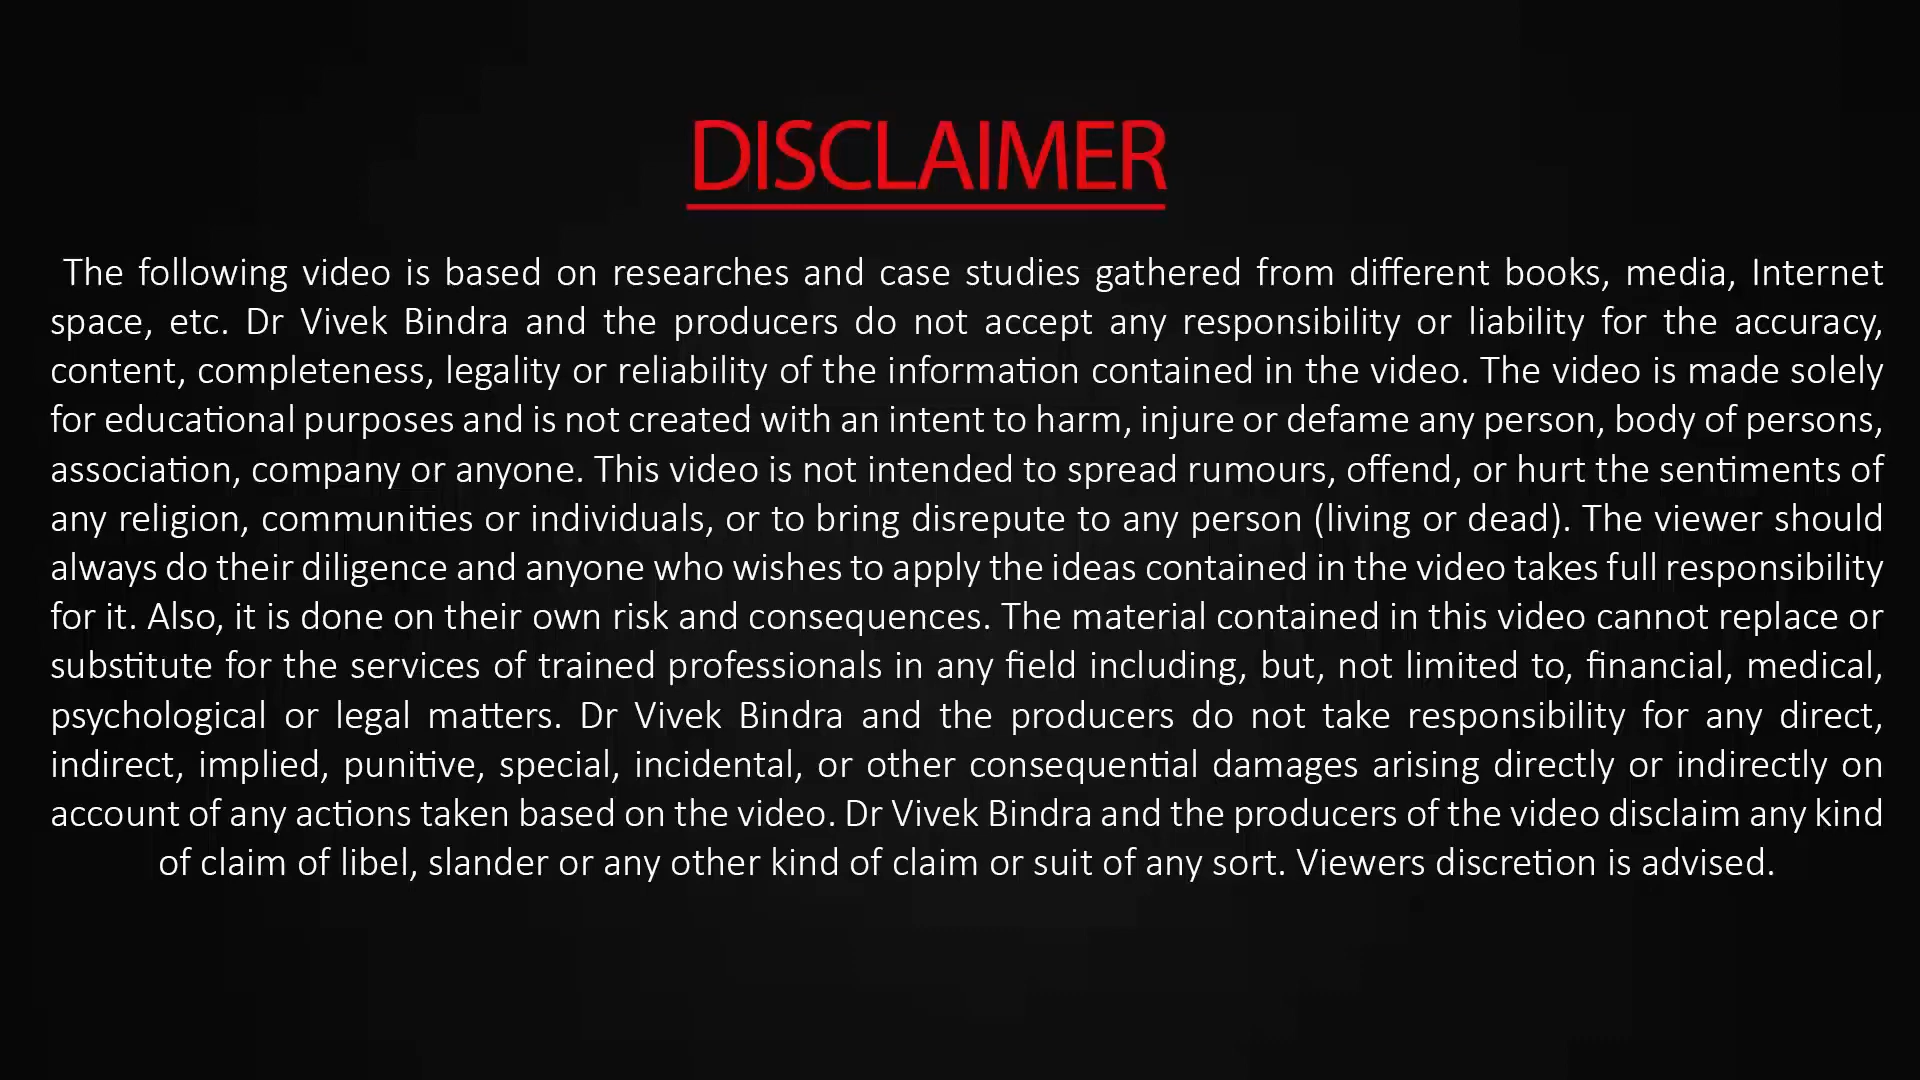 DISCLAIMER
The following video is based on researches and case studies gathered from different books, media, Internet
space, etc. Dr Vivek Bindra and the producers do not accept any responsibility or liability for the accuracy,
content, completeness, legality or reliability of the information contained in the video. The video is made solely
for educational purposes and is not created with an intent to harm, injure or defame any person, body of persons,
association, company or anyone. This video is not intended to spread rumours, offend, or hurt the sentiments of
any religion, communities or individuals, or to bring disrepute to any person (living or dead). The viewer should
always do their diligence and anyone who wishes to apply the ideas contained in the video takes full responsibility
for it. Also, it is done on their own risk and consequences. The material contained in this video cannot replace or
substitute for the services of trained professionals in any field including, but, not limited to, financial, medical,
psychological or legal matters. Dr Vivek Bindra and the producers do not take responsibility for any direct,
indirect, implied, punitive, special, incidental, or other consequential damages arising directly or indirectly on
account of any actions taken based on the video. Dr Vivek Bindra and the producers of the video disclaim any kind
of claim of libel, slander or any other kind of claim or suit of any sort. Viewers discretion is advised.